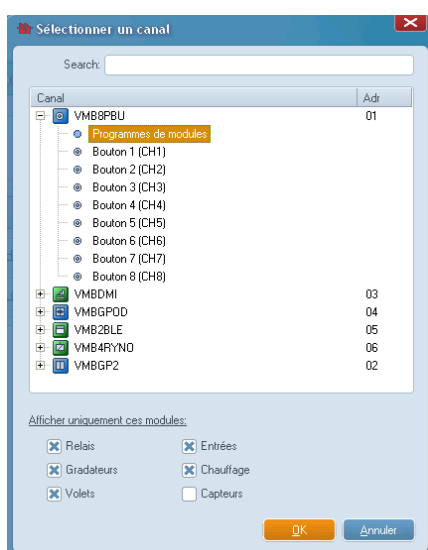 Sélectionner un canal
Search:
Canal Adr
VMB8PBU 01
Programmes de modules
Bouton 1 (CH1)
Bouton 2 (CH2)
Bouton 3 (CH3)
Bouton 4 (CH4)
Bouton 5 (CH5)
Bouton 6 (CH6)
Bouton 7 (CH7)
Bouton 8 (CH8)
VMBDMI 03
VMBGPOD 04
VMB2BLE 05
VMB4RYNO 06
VMBGP2 02
Afficher uniquement ces modules:
Relais Entrées
Gradateurs Chauffage
Volets Capteurs
OK Annuler